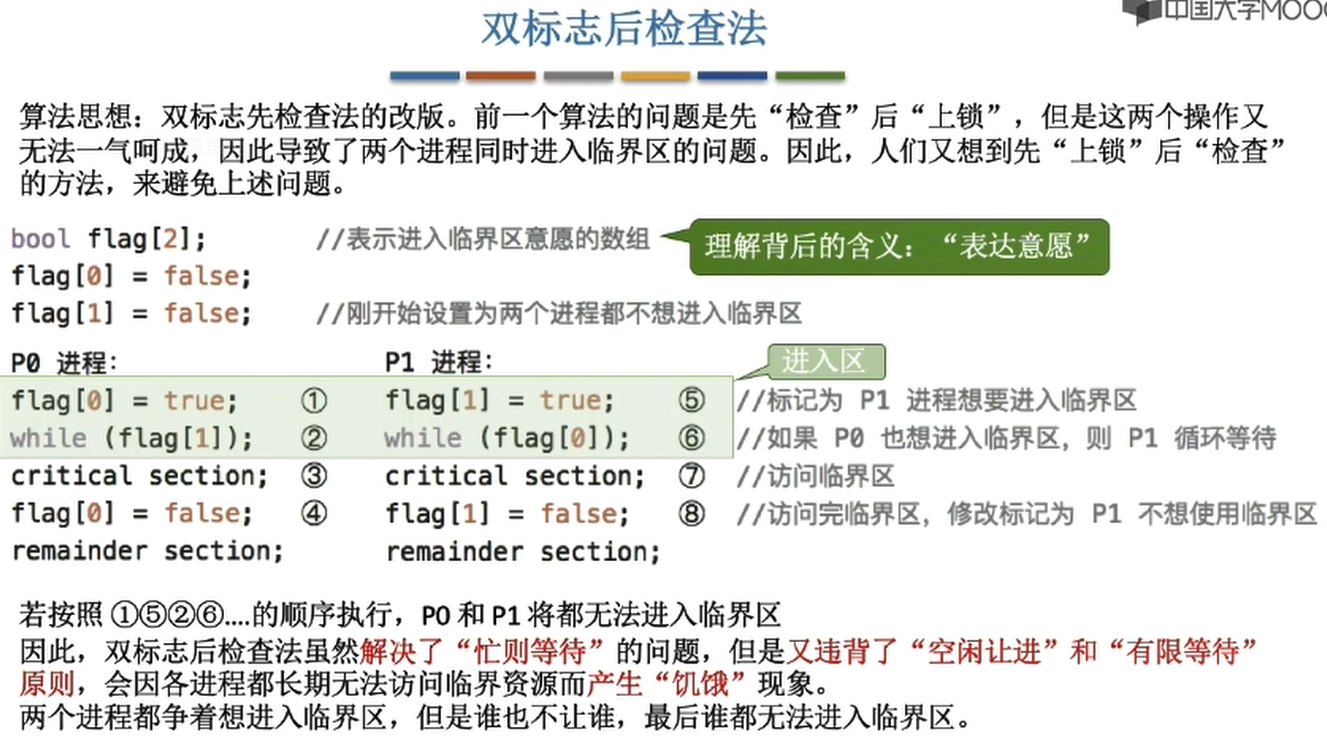 中国大学MOOC
双标志后检查法
算法思想：双标志先检查法的改版。前一个算法的问题是先“检查”后“上锁”，但是这两个操作又
无法一气呵成，因此导致了两个进程同时进入临界区的问题。因此，人们又想到先“上锁”后“检查”
的方法，来避免上述问题。
bool flag[2]; //表示进入临界区意愿的数组 理解背后的含义：“表达意愿”
flag[0] = false;
flag[1] = false; //刚开始设置为两个进程都不想进入临界区
P0 进程： P1 进程： 进入区
flag[0] = true; ① flag[1] = true; ⑤ //标记为 P1 进程想要进入临界区
while (flag[1]); ② while (flag[0]); ⑥ //如果 P0 也想进入临界区，则 P1 循环等待
critical section; ③ critical section; ⑦ //访问临界区
flag[0] = false; ④ flag[1] = false; ⑧ //访问完临界区，修改标记为 P1 不想使用临界区
remainder section; remainder section;
若按照 ①⑤②⑥....的顺序执行，P0 和 P1 将都无法进入临界区
因此，双标志后检查法虽然解决了“忙则等待”的问题，但是又违背了“空闲让进”和“有限等待”
原则，会因各进程都长期无法访问临界资源而产生“饥饿”现象。
两个进程都争着想进入临界区，但是谁也不让谁，最后谁都无法进入临界区。